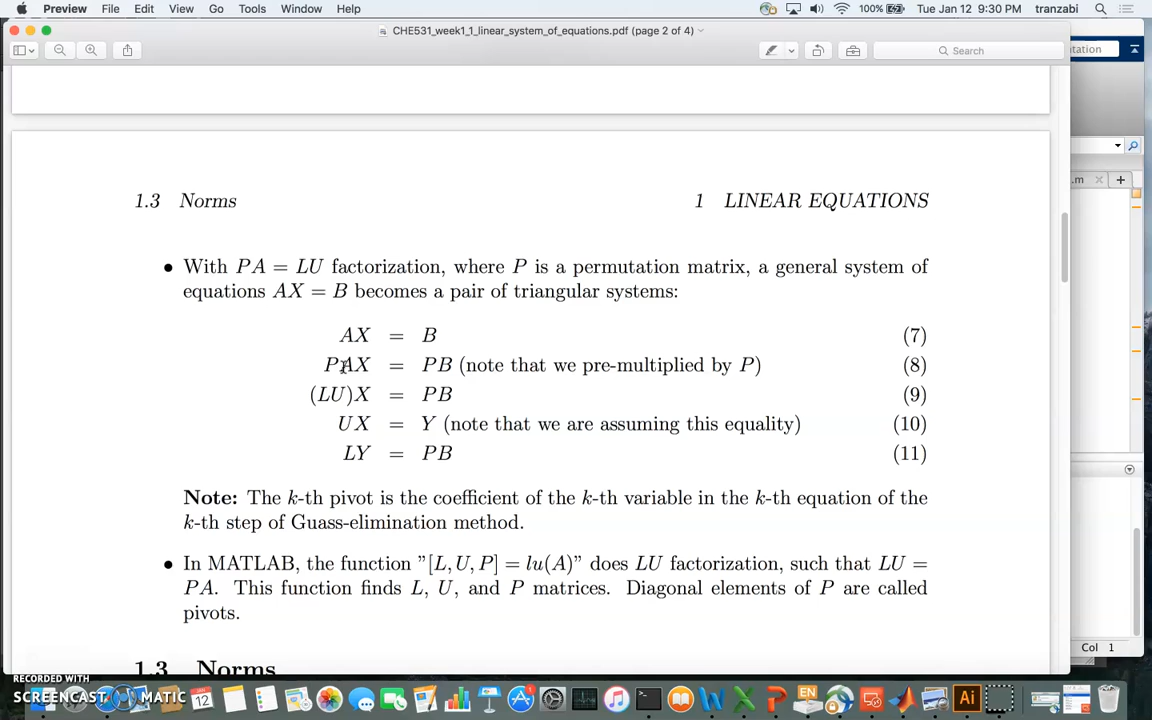 Preview File Edit View Go Tools Window Help 100% Tue Jan 12 9:30 PM tranzabi
CHE531_week1_1_linear_system_of_equations.pdf (page 2 of 4)
Search
tation
.m
1.3 Norms 1 LINEAR EQUATIONS
• With PA = LU factorization, where P is a permutation matrix, a general system of
equations AX = B becomes a pair of triangular systems:
AX = B (7)
PAX = PB (note that we pre-multiplied by P) (8)
(LU)X = PB (9)
UX = Y (note that we are assuming this equality) (10)
LY = PB (11)
Note: The k-th pivot is the coefficient of the k-th variable in the k-th equation of the
k-th step of Guass-elimination method.
• In MATLAB, the function ”[L, U, P] = lu(A)” does LU factorization, such that LU =
PA. This function finds L, U, and P matrices. Diagonal elements of P are called
pivots.
1.3 Norms
Col 1
RECORDED WITH
SCREENCAST MATIC
12
EN
Ai